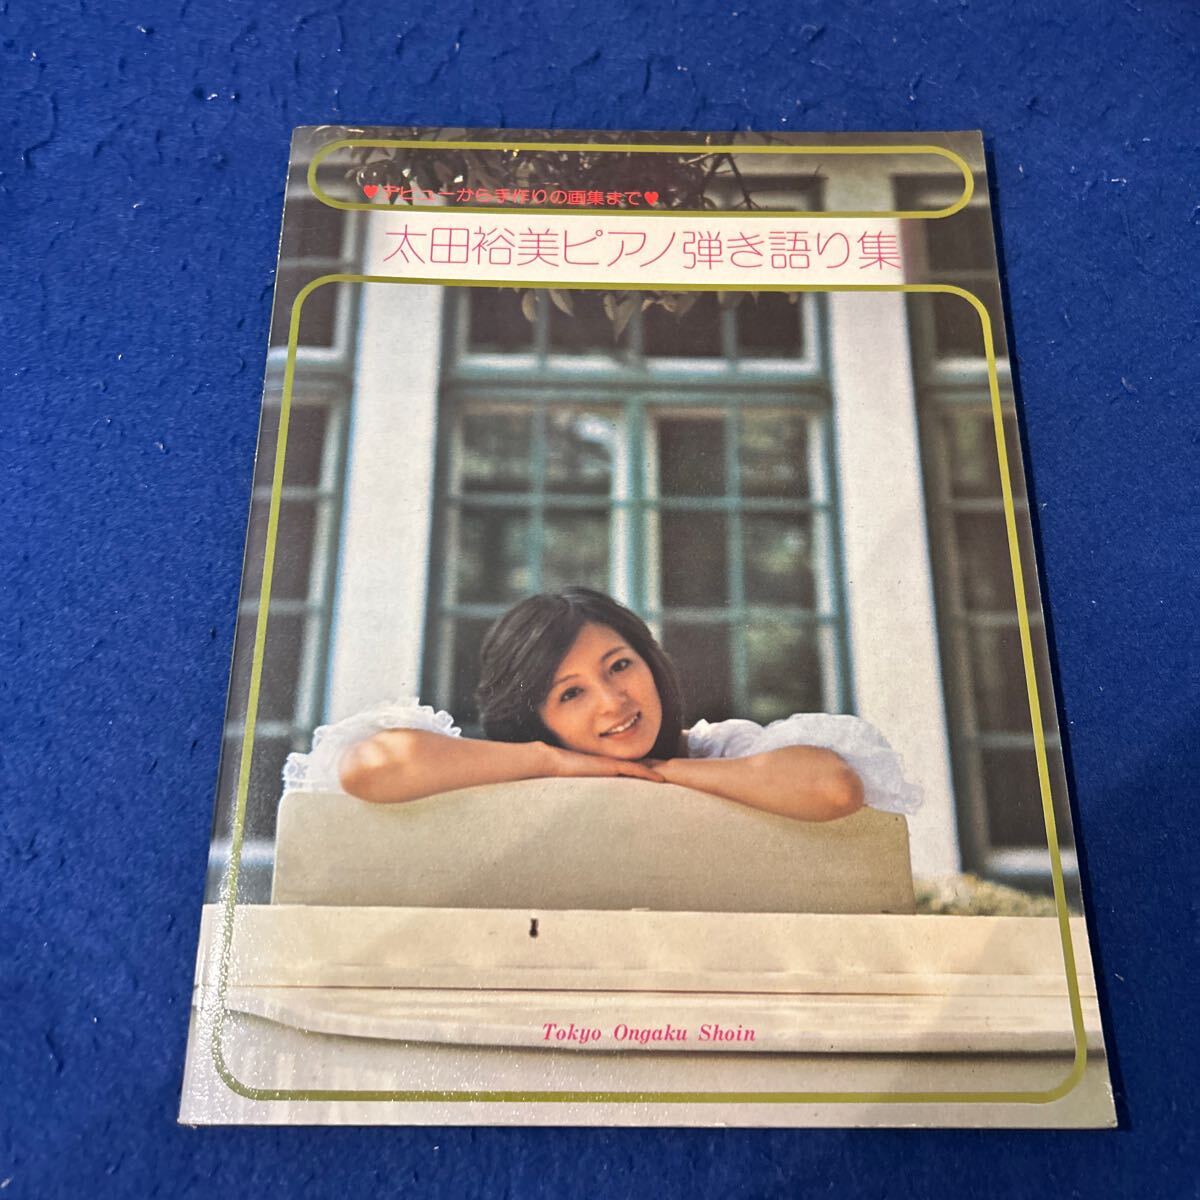 ♥デビューから手作りの画集まで♥
太田裕美ピアノ弾き語り集
Tokyo Ongaku Shoin